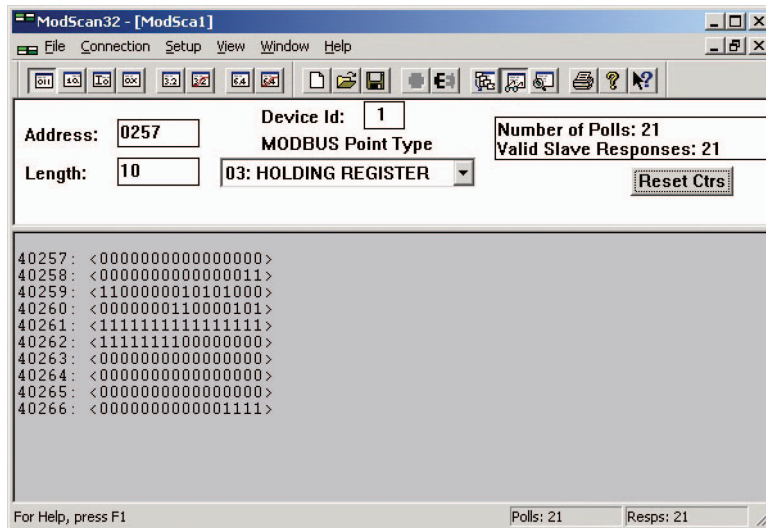 ModScan32 - [ModSca1]
File Connection Setup View Window Help
Address: 0257
Device Id: 1
MODBUS Point Type
Length: 10
03: HOLDING REGISTER
Number of Polls: 21
Valid Slave Responses: 21
Reset Ctrs
40257: <0000000000000000>
40258: <0000000000000011>
40259: <1100000010101000>
40260: <0000000110000101>
40261: <1111111111111111>
40262: <1111111100000000>
40263: <0000000000000000>
40264: <0000000000000000>
40265: <0000000000000000>
40266: <0000000000001111>
For Help, press F1
Polls: 21
Resps: 21